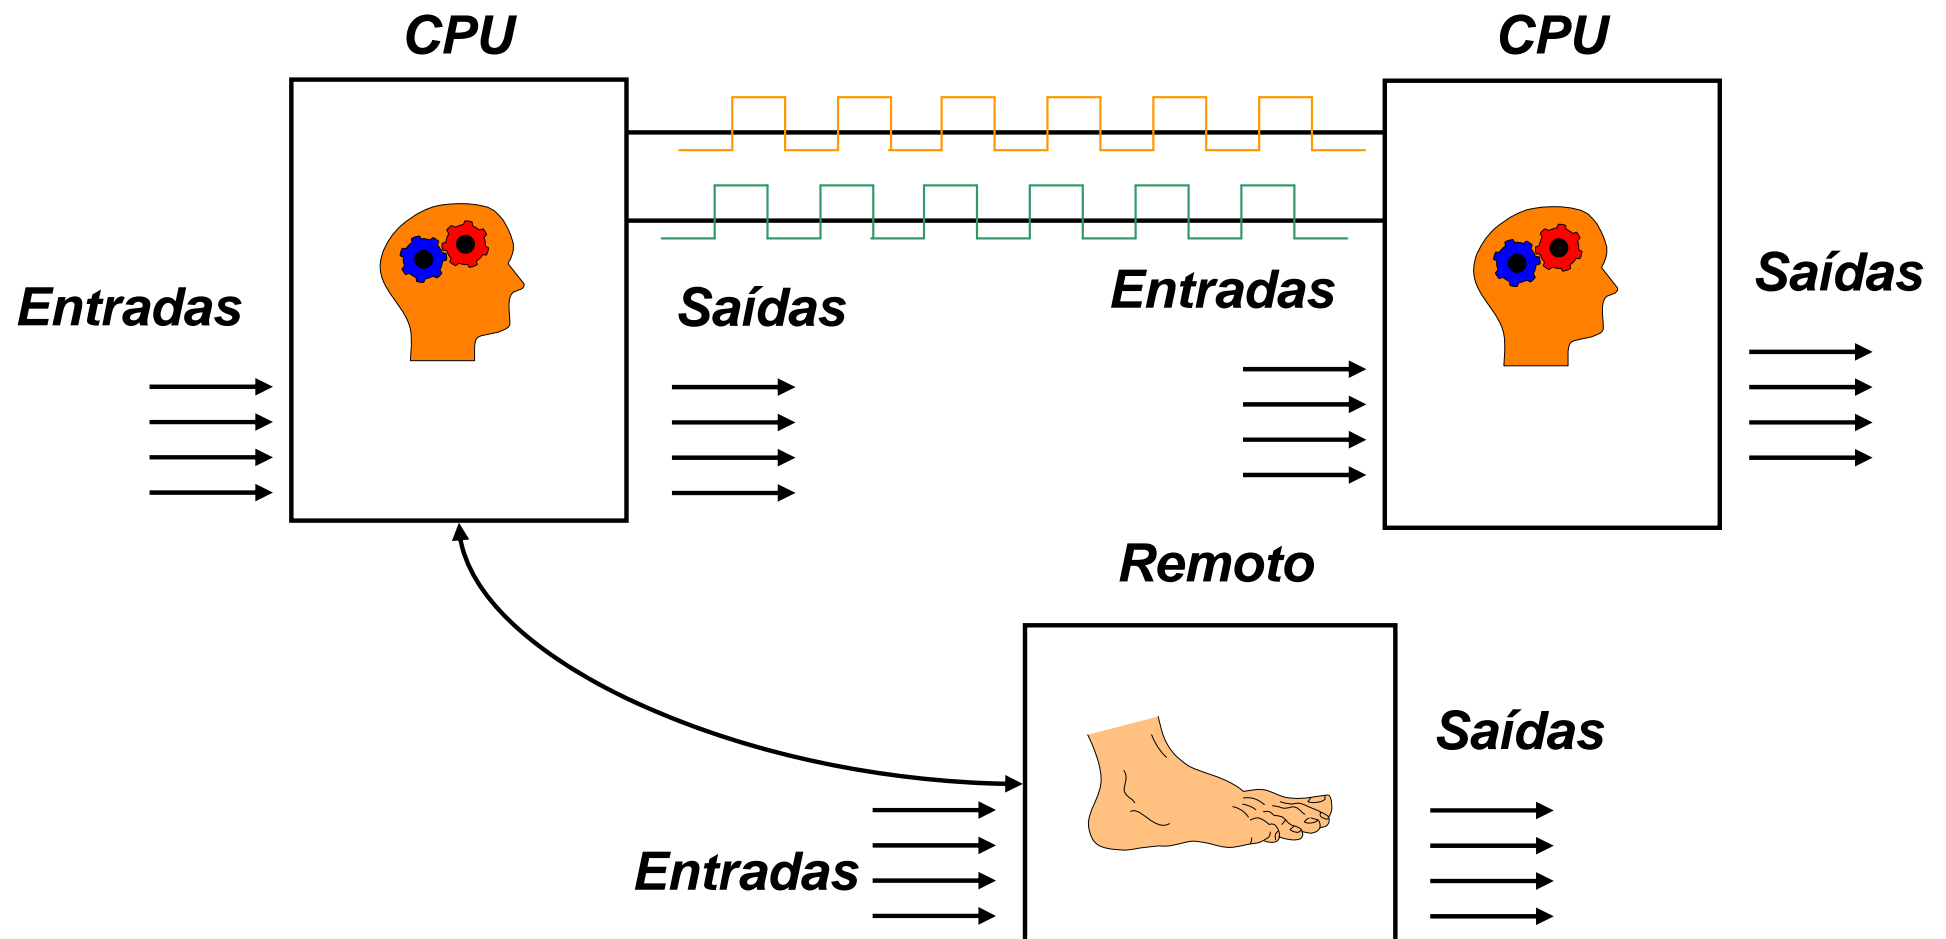 CPU
CPU
Entradas
Saídas
Entradas
Saídas
Remoto
Entradas
Saídas